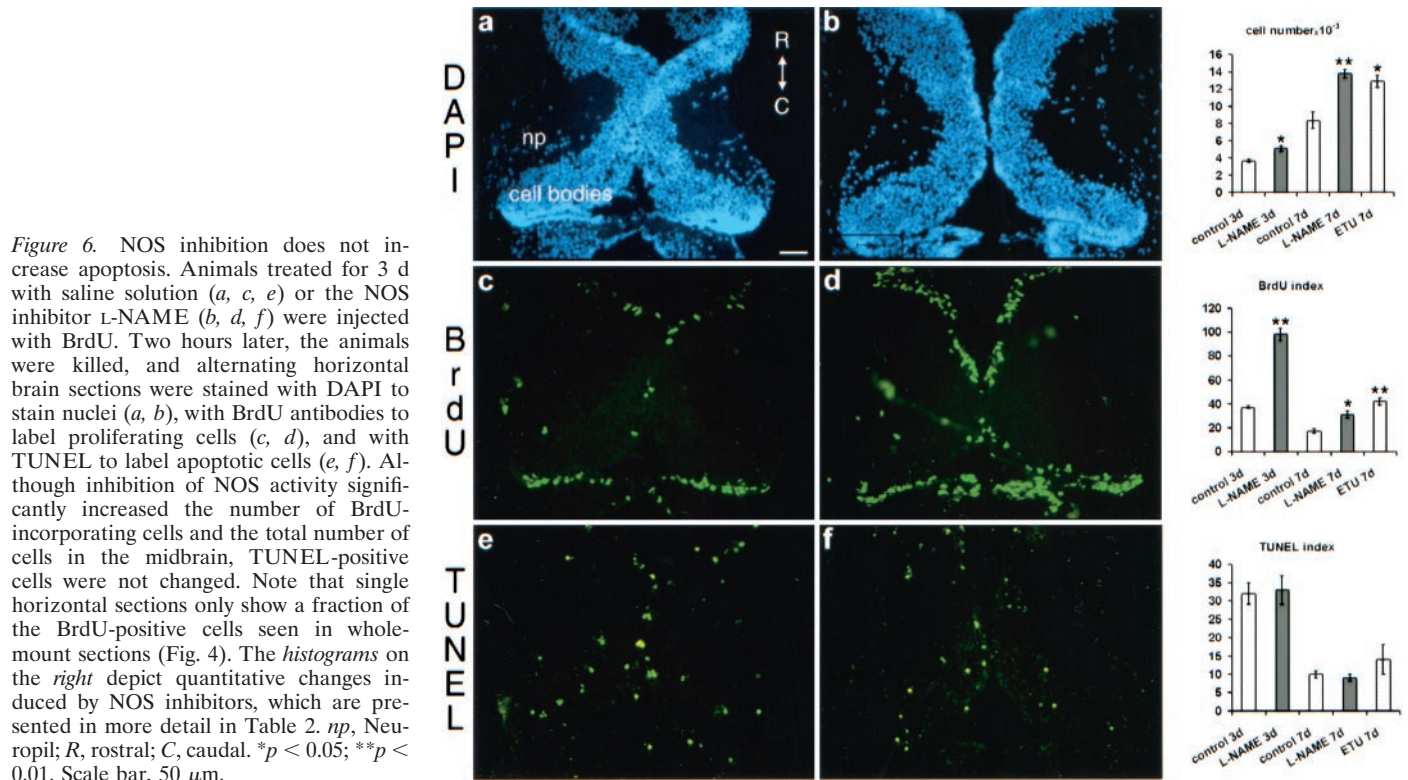 Figure 6. NOS inhibition does not in-
crease apoptosis. Animals treated for 3 d
with saline solution (a, c, e) or the NOS
inhibitor L-NAME (b, d, f) were injected
with BrdU. Two hours later, the animals
were killed, and alternating horizontal
brain sections were stained with DAPI to
stain nuclei (a, b), with BrdU antibodies to
label proliferating cells (c, d), and with
TUNEL to label apoptotic cells (e, f). Al-
though inhibition of NOS activity signifi-
cantly increased the number of BrdU-
incorporating cells and the total number of
cells in the midbrain, TUNEL-positive
cells were not changed. Note that single
horizontal sections only show a fraction of
the BrdU-positive cells seen in whole-
mount sections (Fig. 4). The histograms on
the right depict quantitative changes in-
duced by NOS inhibitors, which are pre-
sented in more detail in Table 2. np, Neu-
ropil; R, rostral; C, caudal. *p < 0.05; **p <
0.01. Scale bar, 50 μm.
DAPI
a
R
C
np
cell bodies
b
BrdU
c
d
TUNEL
e
f
cell number×10⁻³
16
14
12
10
8
6
4
2
0
*
**
*
control 3d
L-NAME 3d
control 7d
L-NAME 7d
ETU 7d
BrdU index
120
100
80
60
40
20
0
**
*
**
control 3d
L-NAME 3d
control 7d
L-NAME 7d
ETU 7d
TUNEL index
40
35
30
25
20
15
10
5
0
control 3d
L-NAME 3d
control 7d
L-NAME 7d
ETU 7d